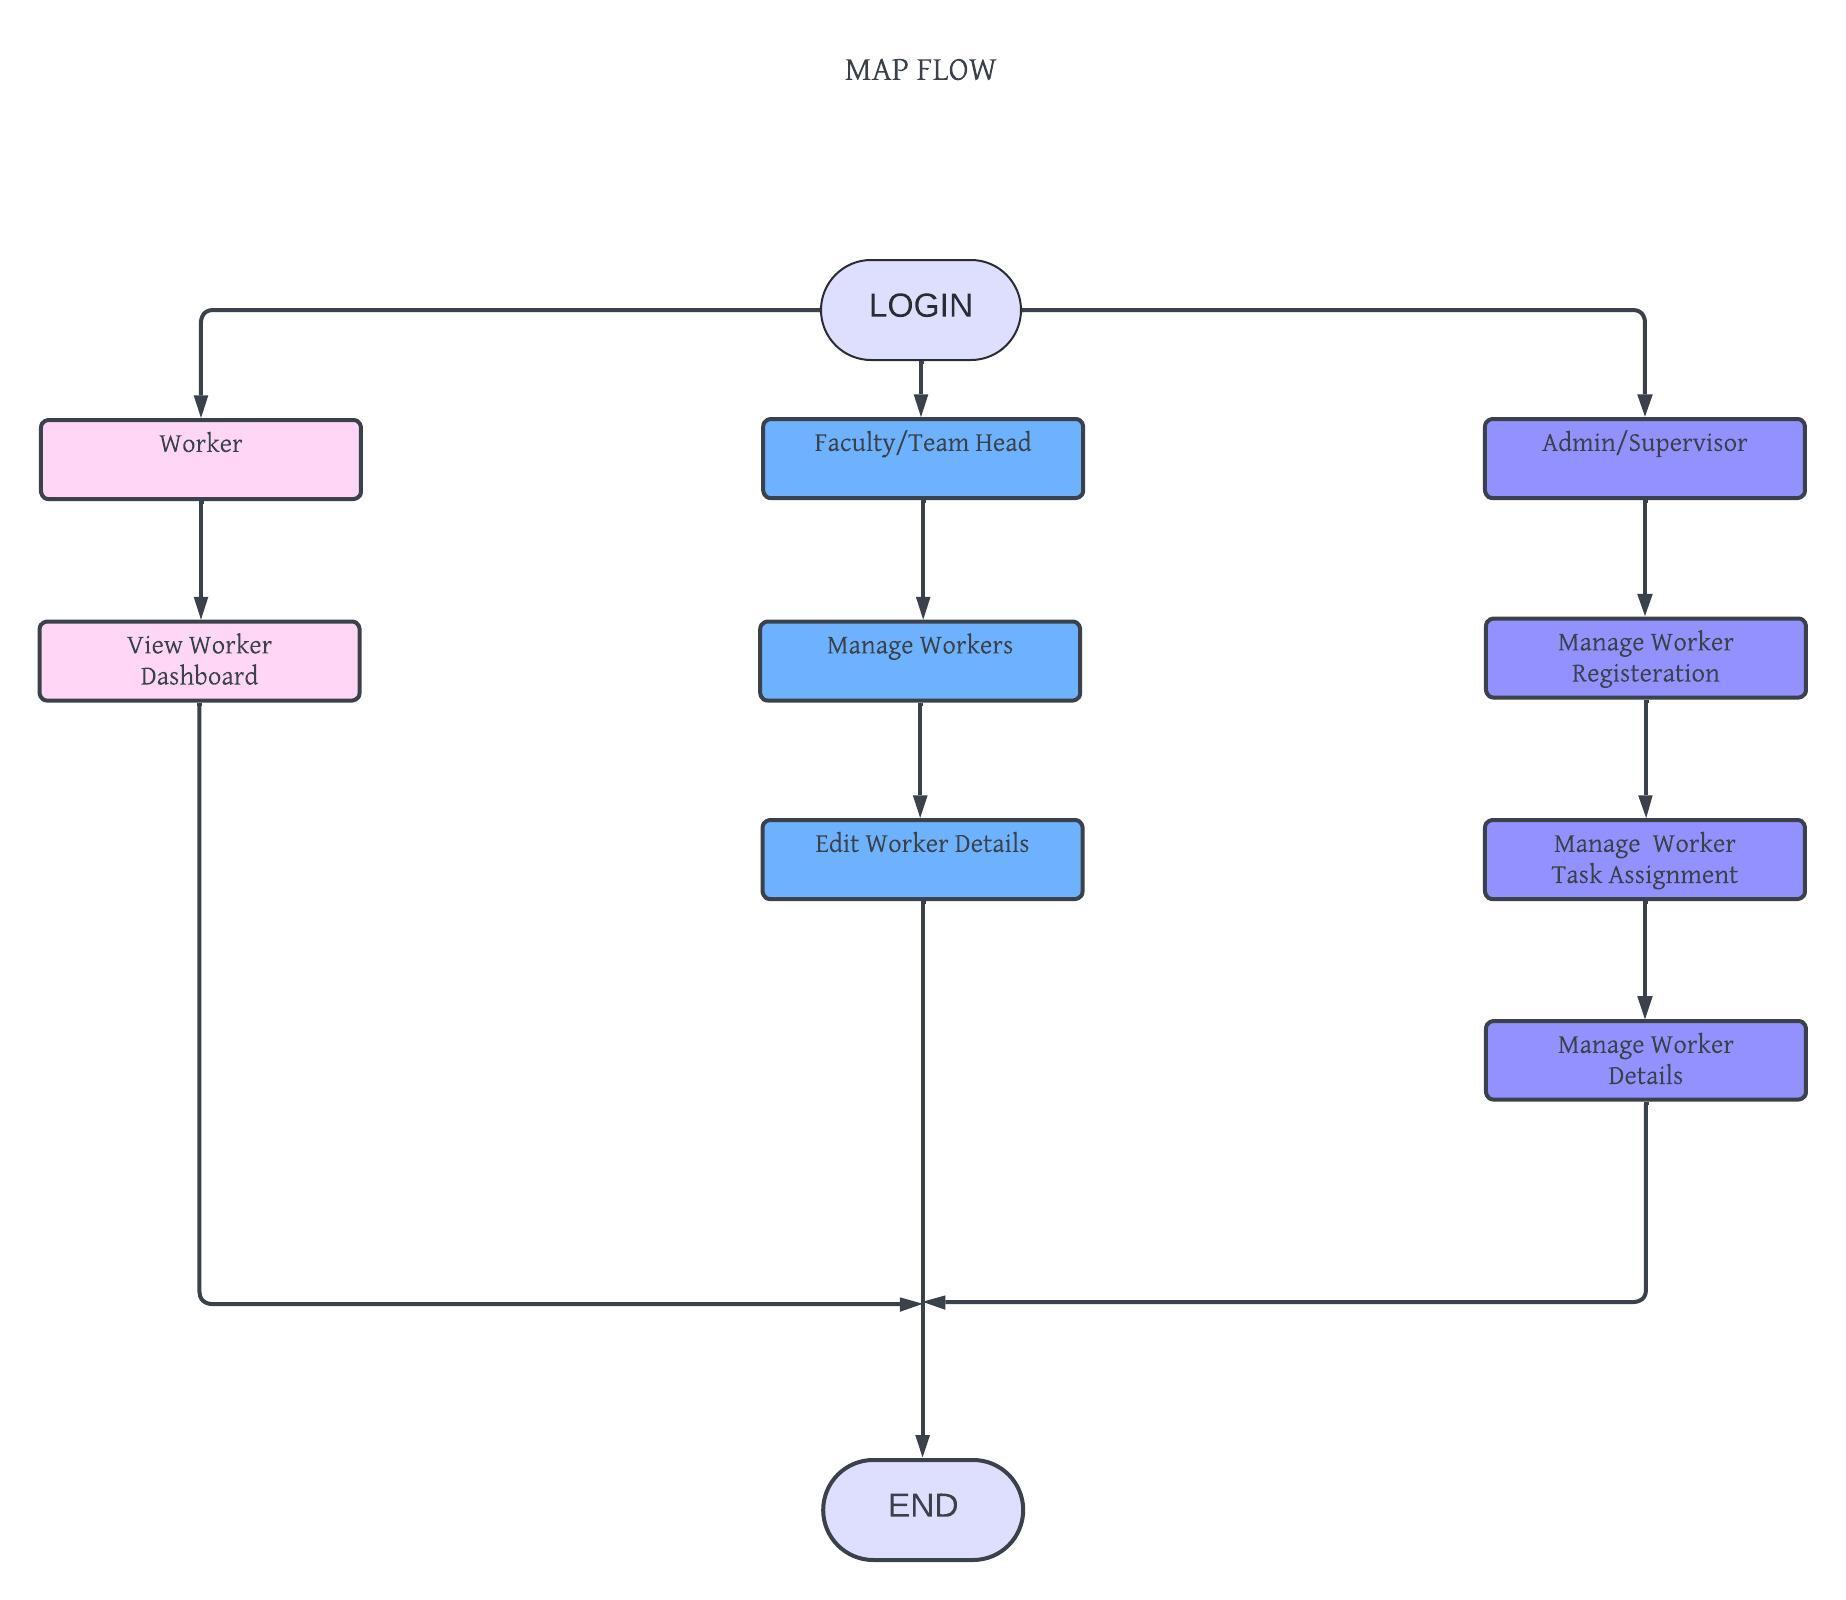 MAP FLOW
LOGIN
Worker
Faculty/Team Head
Admin/Supervisor
View Worker
Dashboard
Manage Workers
Manage Worker
Registeration
Edit Worker Details
Manage  Worker
Task Assignment
Manage Worker
Details
END